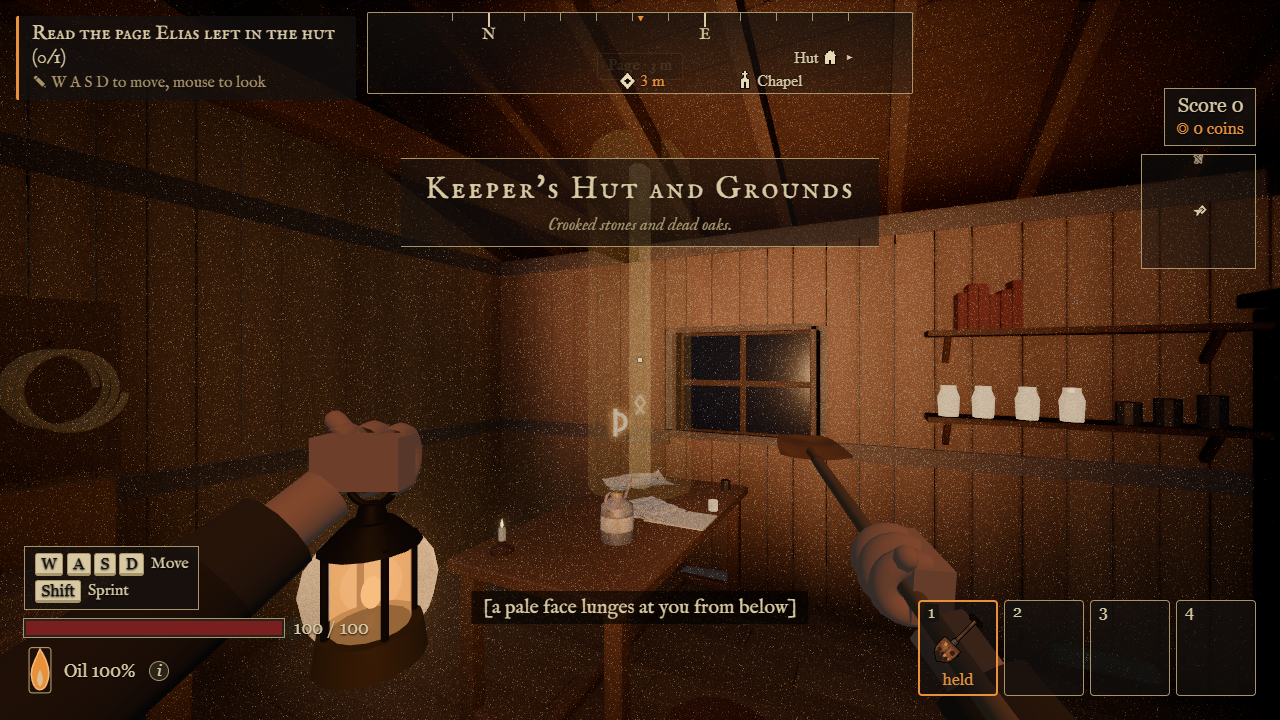 Read the page Elias left in the hut
(0/1)
W A S D to move, mouse to look
N
E
Page · 3 m
Hut
3 m
Chapel
Score 0
0 coins
Keeper's Hut and Grounds
Crooked stones and dead oaks.
W A S D Move
Shift Sprint
[a pale face lunges at you from below]
100 / 100
Oil 100% i
1
2
3
4
held